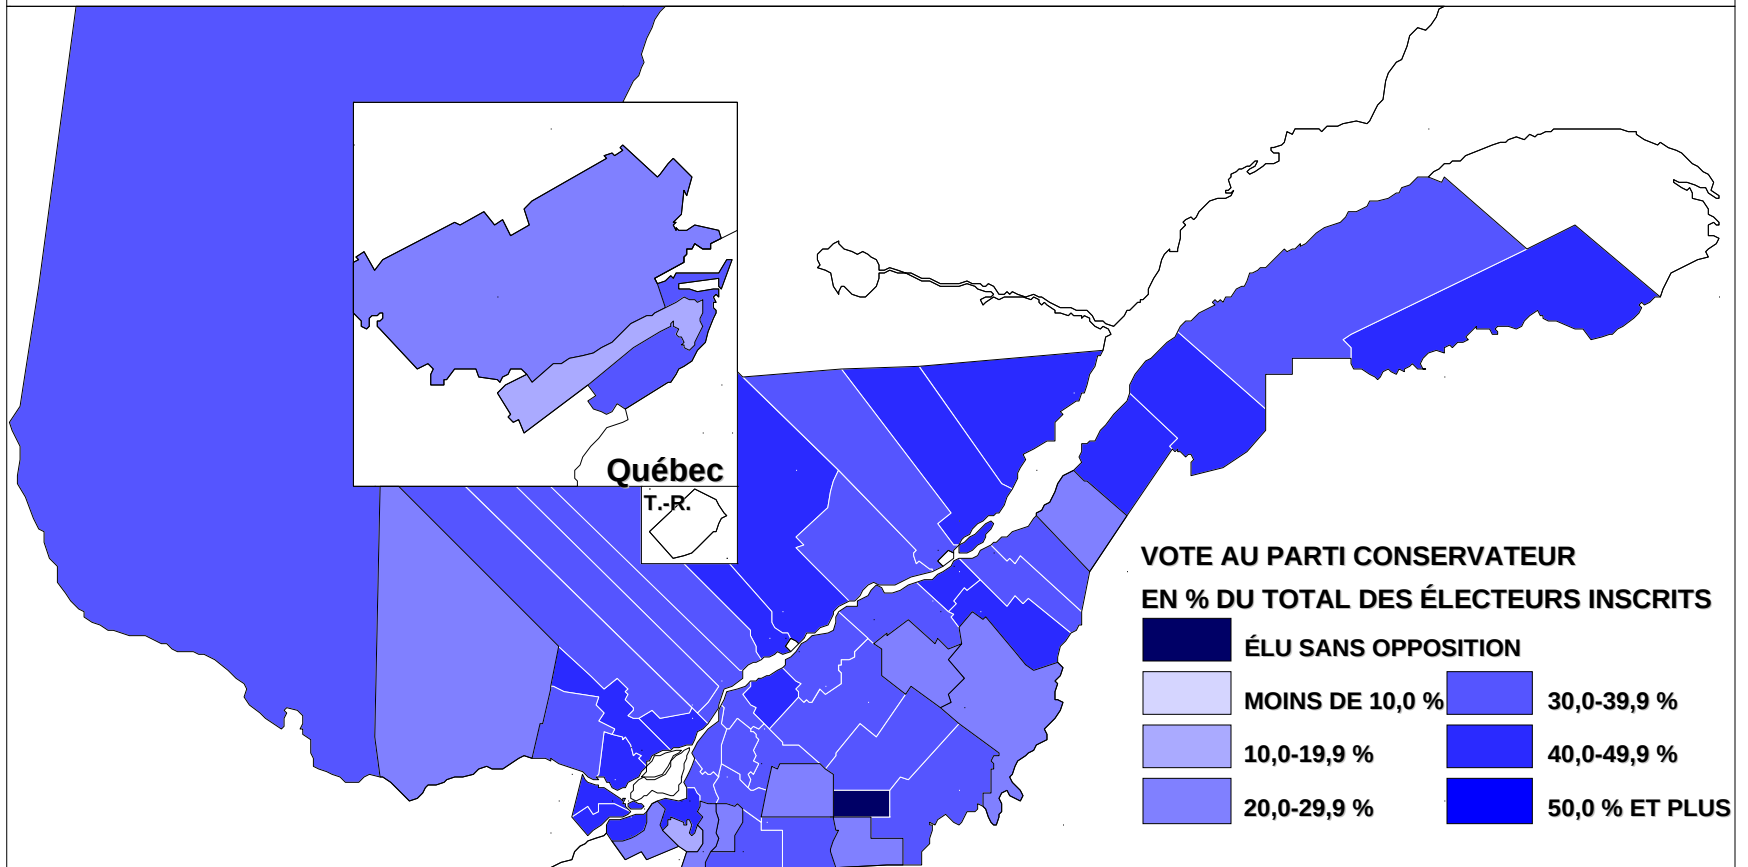 Québec
T.-R.
VOTE AU PARTI CONSERVATEUR
EN % DU TOTAL DES ÉLECTEURS INSCRITS
ÉLU SANS OPPOSITION
MOINS DE 10,0 %
10,0-19,9 %
20,0-29,9 %
30,0-39,9 %
40,0-49,9 %
50,0 % ET PLUS